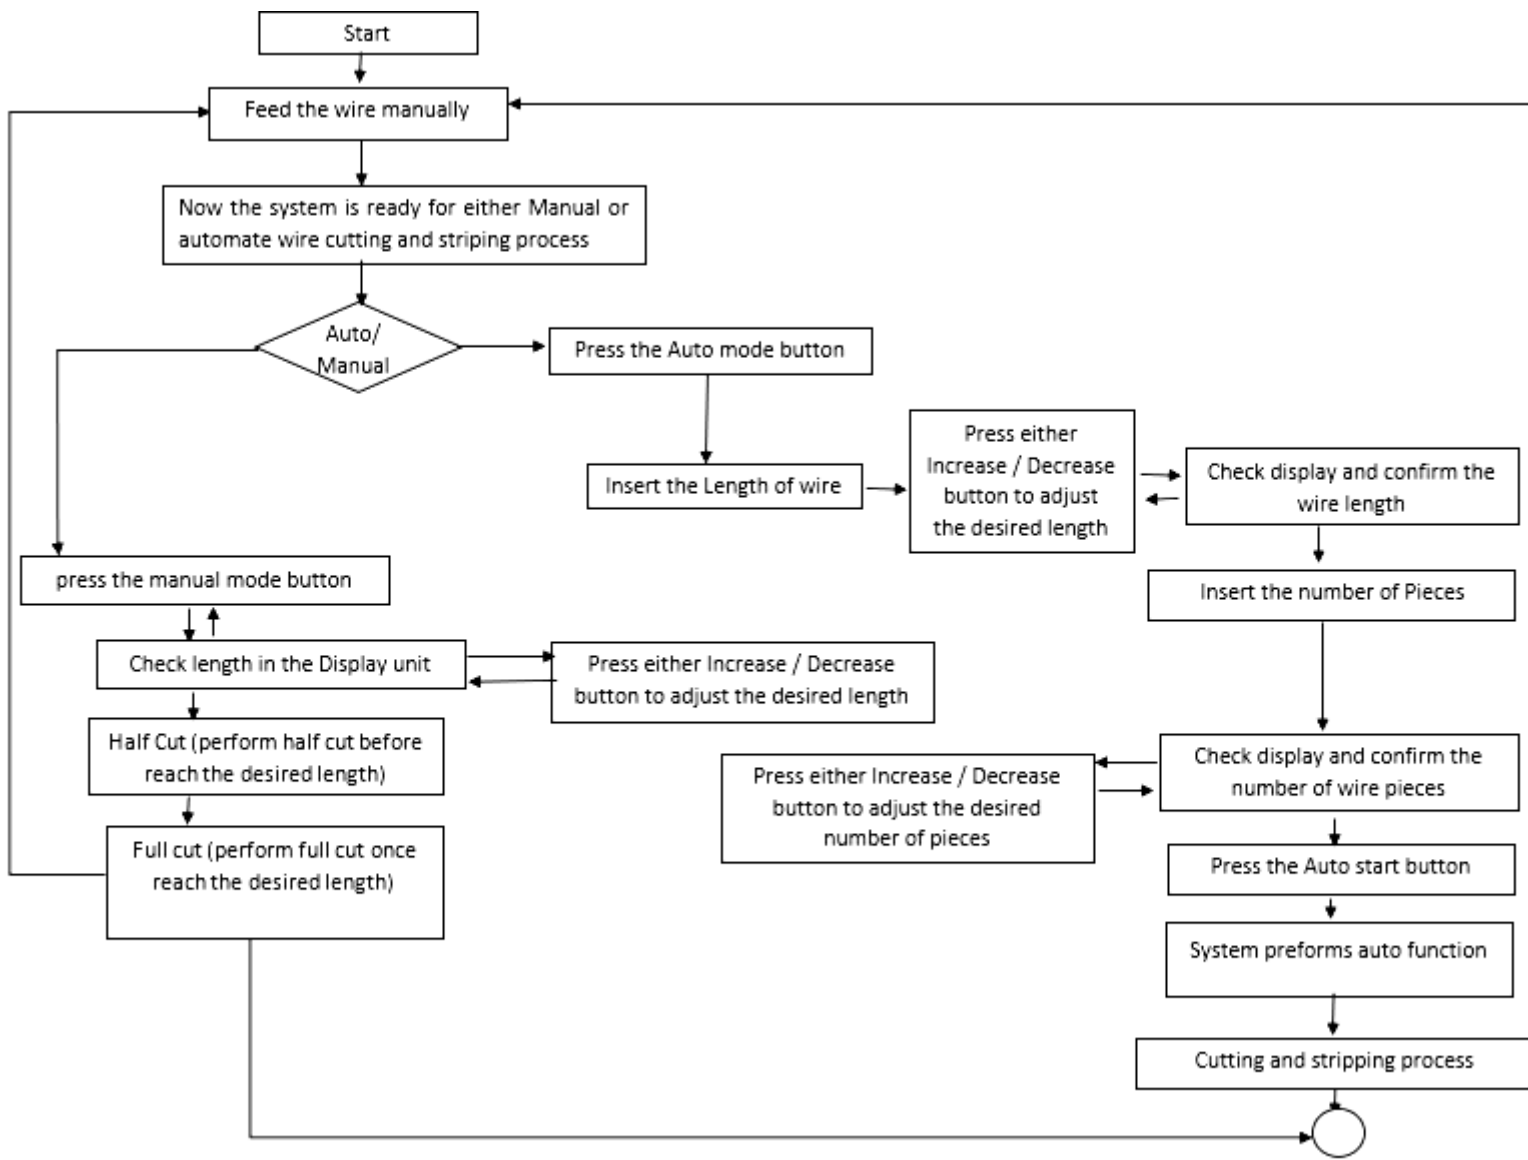 Start
Feed the wire manually
Now the system is ready for either Manual or
automate wire cutting and striping process
Auto/
Manual
Press the Auto mode button
Insert the Length of wire
Press either
Increase / Decrease
button to adjust
the desired length
Check display and confirm the
wire length
Insert the number of Pieces
press the manual mode button
Check length in the Display unit
Press either Increase / Decrease
button to adjust the desired length
Half Cut (perform half cut before
reach the desired length)
Full cut (perform full cut once
reach the desired length)
Check display and confirm the
number of wire pieces
Press either Increase / Decrease
button to adjust the desired
number of pieces
Press the Auto start button
System preforms auto function
Cutting and stripping process